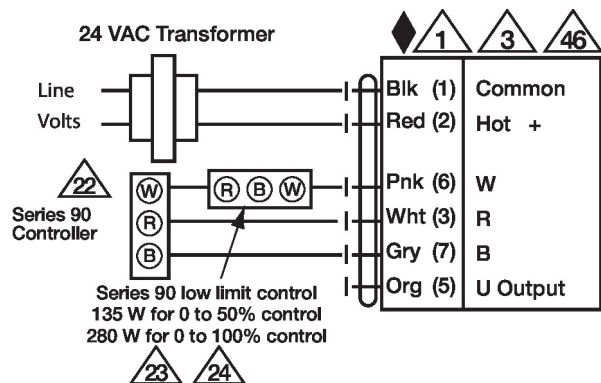 24 VAC Transformer
1 3 46
Line
Volts
Blk (1) Common
Red (2) Hot +
22
Series 90
Controller
W
R
B
R B W
Pnk (6) W
Wht (3) R
Gry (7) B
Org (5) U Output
Series 90 low limit control
135 W for 0 to 50% control
280 W for 0 to 100% control
23 24